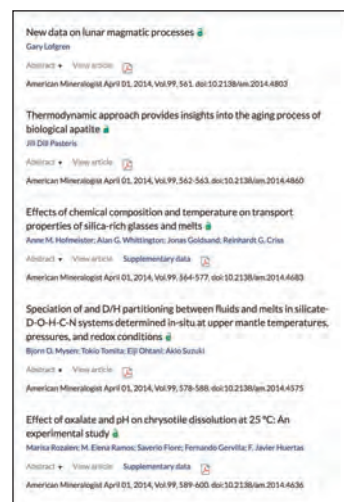 New data on lunar magmatic processes
Gary Lofgren
Abstract View article
American Mineralogist April 01, 2014, Vol.99, 561. doi:10.2138/am.2014.4803
Thermodynamic approach provides insights into the aging process of
biological apatite
Jill Dill Pasteris
Abstract View article
American Mineralogist April 01, 2014, Vol.99, 562-563. doi:10.2138/am.2014.4860
Effects of chemical composition and temperature on transport
properties of silica-rich glasses and melts
Anne M. Hofmeister; Alan G. Whittington; Jonas Goldsand; Reinhardt G. Criss
Abstract View article Supplementary data
American Mineralogist April 01, 2014, Vol.99, 564-577. doi:10.2138/am.2014.4683
Speciation of and D/H partitioning between fluids and melts in silicate-
D-O-H-C-N systems determined in-situ at upper mantle temperatures,
pressures, and redox conditions
Bjorn O. Mysen; Tokio Tomita; Eiji Ohtani; Akio Suzuki
Abstract View article
American Mineralogist April 01, 2014, Vol.99, 578-588. doi:10.2138/am.2014.4575
Effect of oxalate and pH on chrysotile dissolution at 25 °C: An
experimental study
Marisa Rozalen; M. Elena Ramos; Saverio Fiore; Fernando Gervilla; F. Javier Huertas
Abstract View article Supplementary data
American Mineralogist April 01, 2014, Vol.99, 589-600. doi:10.2138/am.2014.4636